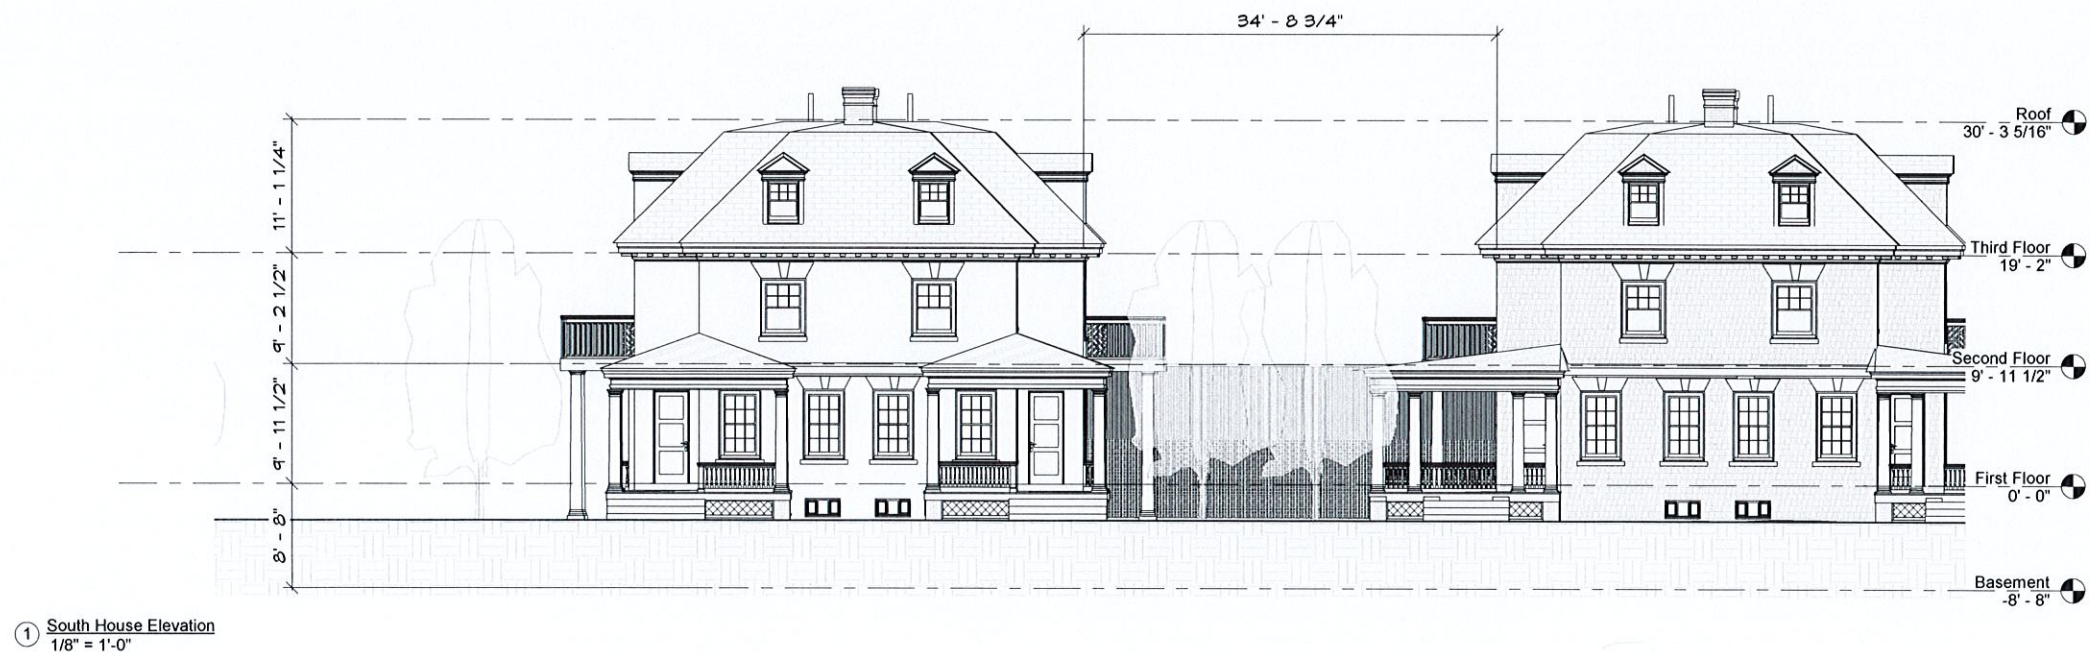 34' - 8 3/4"
11' - 1 1/4"
9' - 2 1/2"
9' - 11 1/2"
8' - 8"
Roof
30' - 3 5/16"
Third Floor
19' - 2"
Second Floor
9' - 11 1/2"
First Floor
0' - 0"
Basement
-8' - 8"
1 South House Elevation
1/8" = 1'-0"